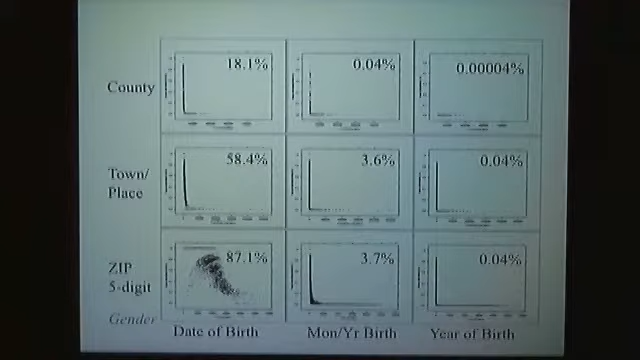 County
18.1%
0.04%
0.00004%
Town/
Place
58.4%
3.6%
0.04%
ZIP
5-digit
87.1%
3.7%
0.04%
Gender
Date of Birth
Mon/Yr Birth
Year of Birth